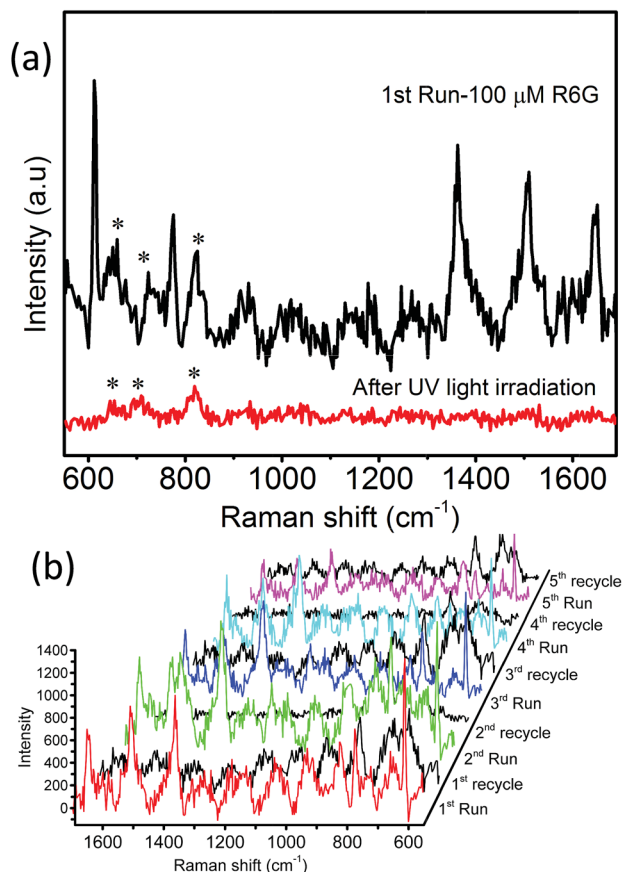 (a)
1st Run-100 μM R6G
* * *
* * *
After UV light irradiation
Intensity (a.u)
600 800 1000 1200 1400 1600
Raman shift (cm-1)
(b)
5th recycle
5th Run
4th recycle
4th Run
3rd recycle
3rd Run
2nd recycle
2nd Run
1st recycle
1st Run
1400
1200
1000
800
600
400
200
0
Intensity
1600 1400 1200 1000 800 600
Raman shift (cm-1)